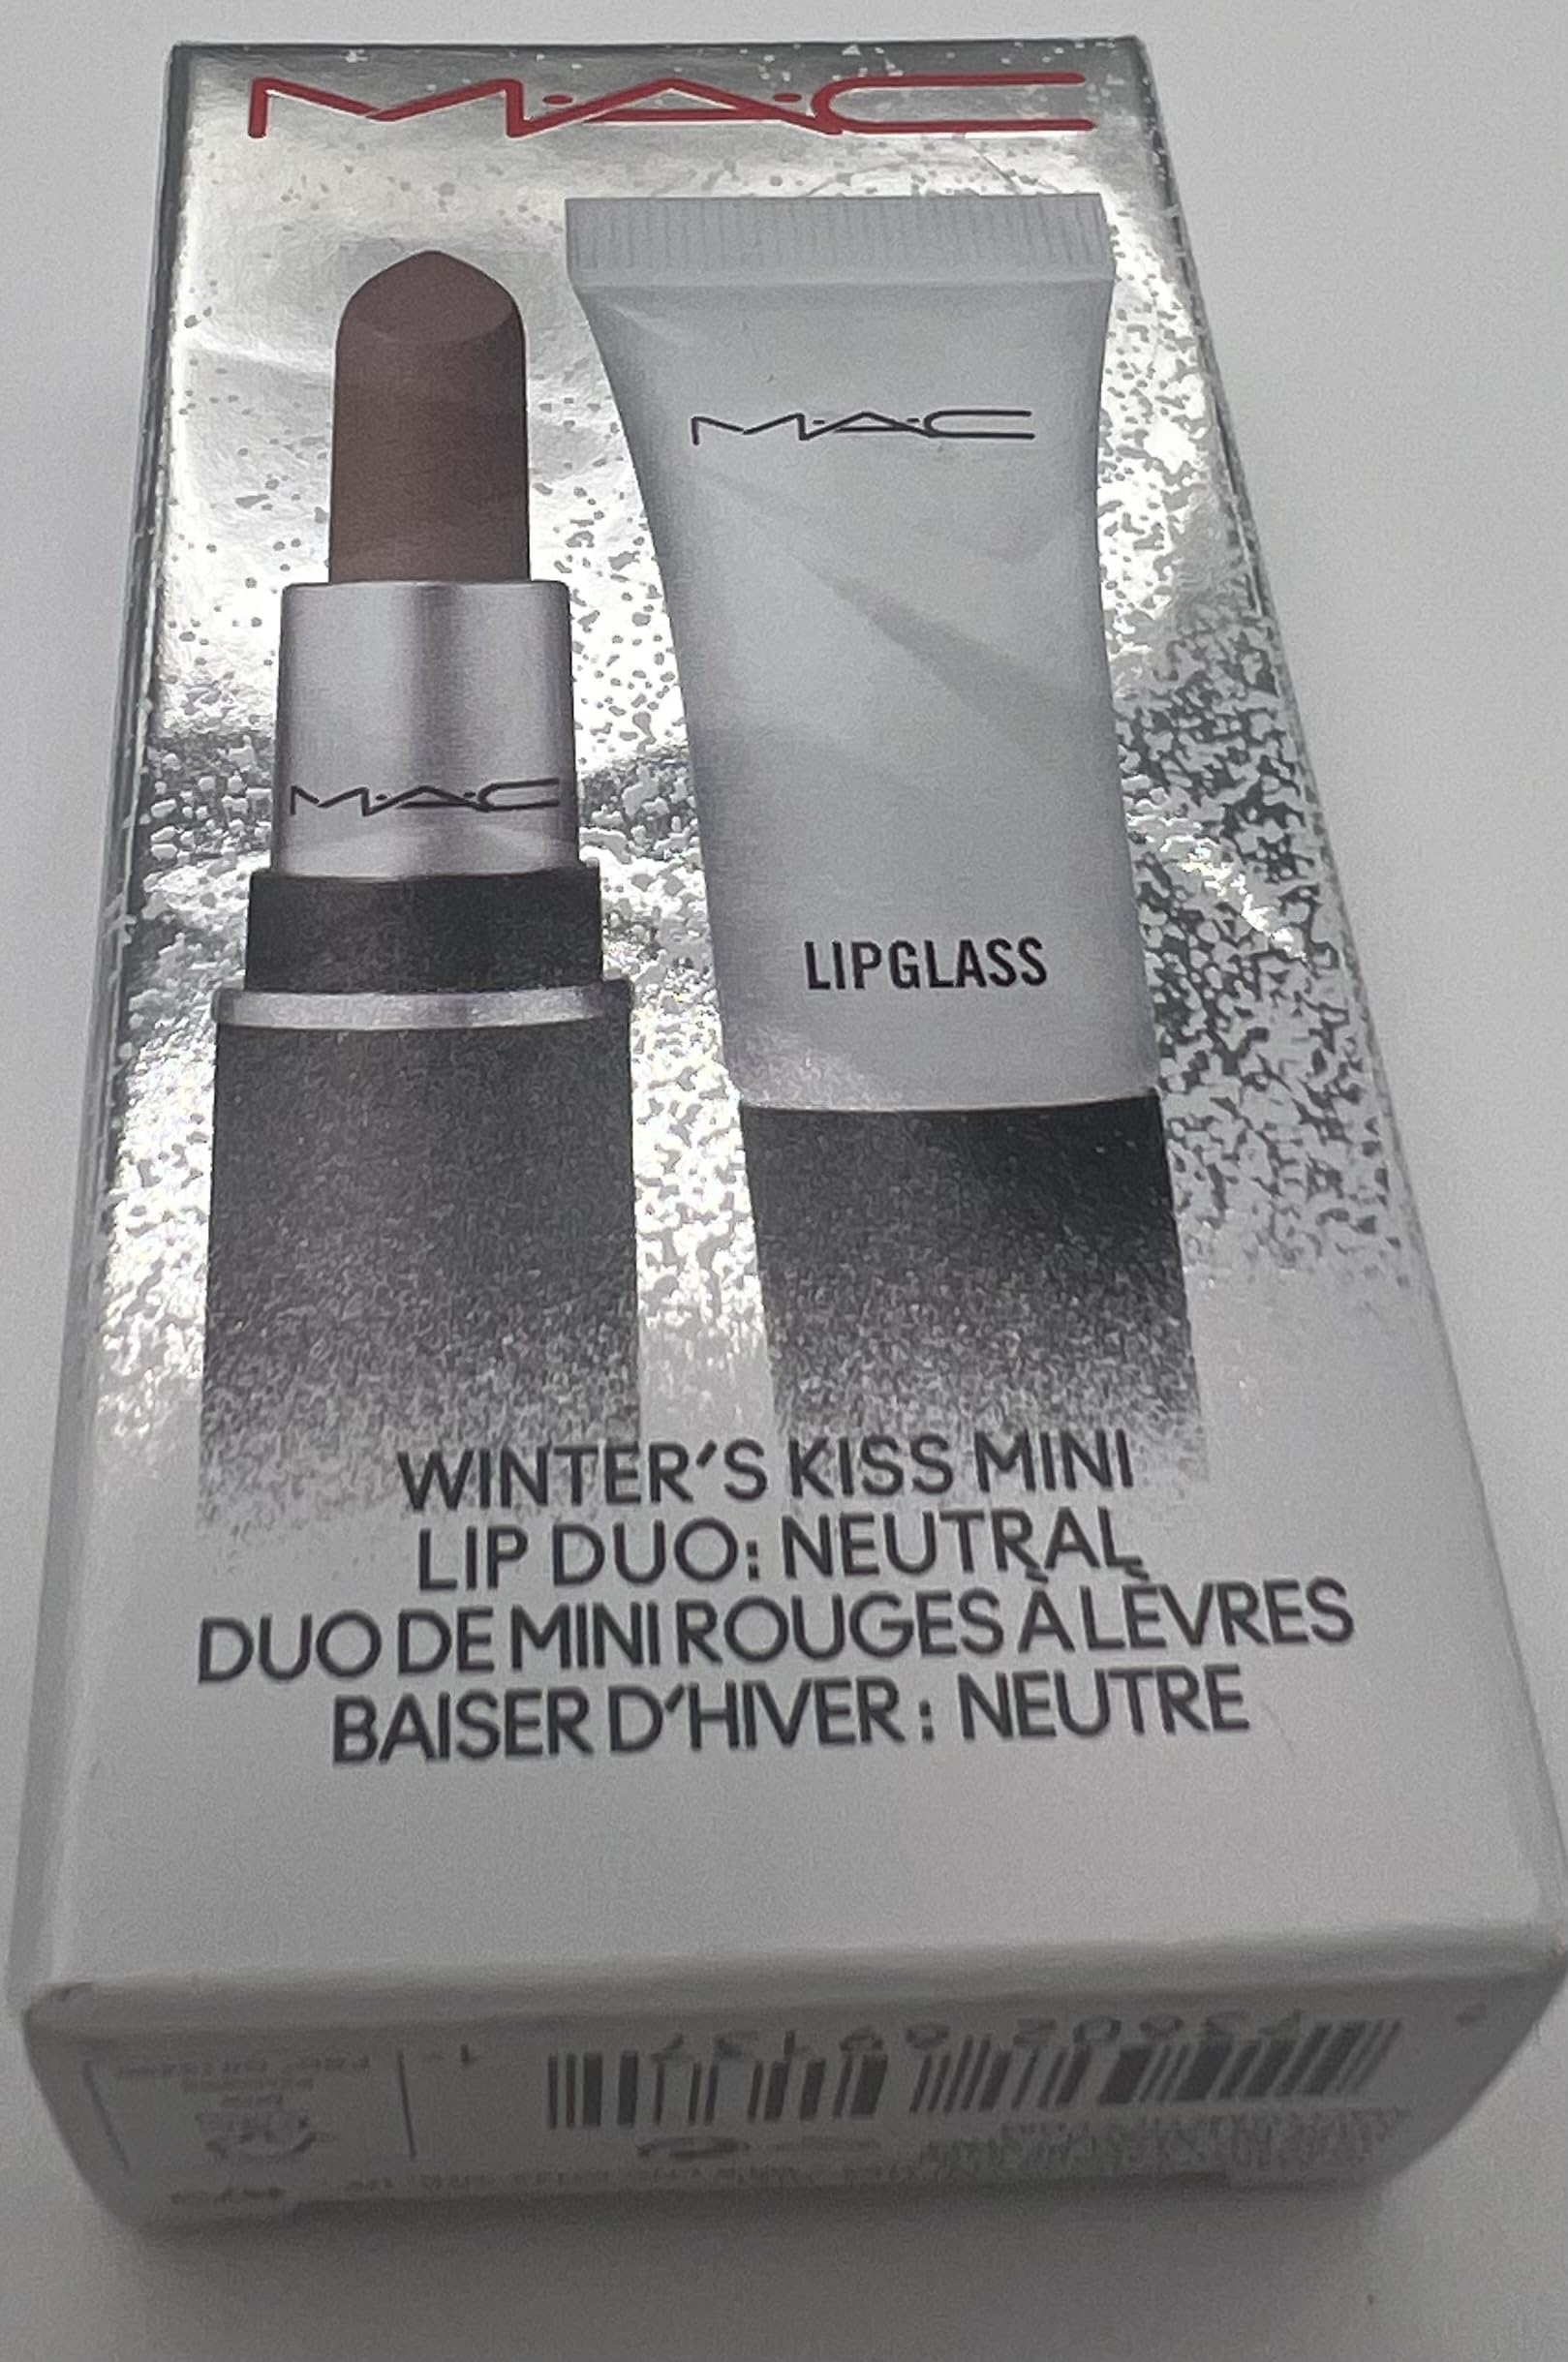 M·A·C
M·A·C
LIPGLASS
M·A·C
WINTER'S KISS MINI
LIP DUO: NEUTRAL
DUO DE MINI ROUGES À LÈVRES
BAISER D'HIVER : NEUTRE